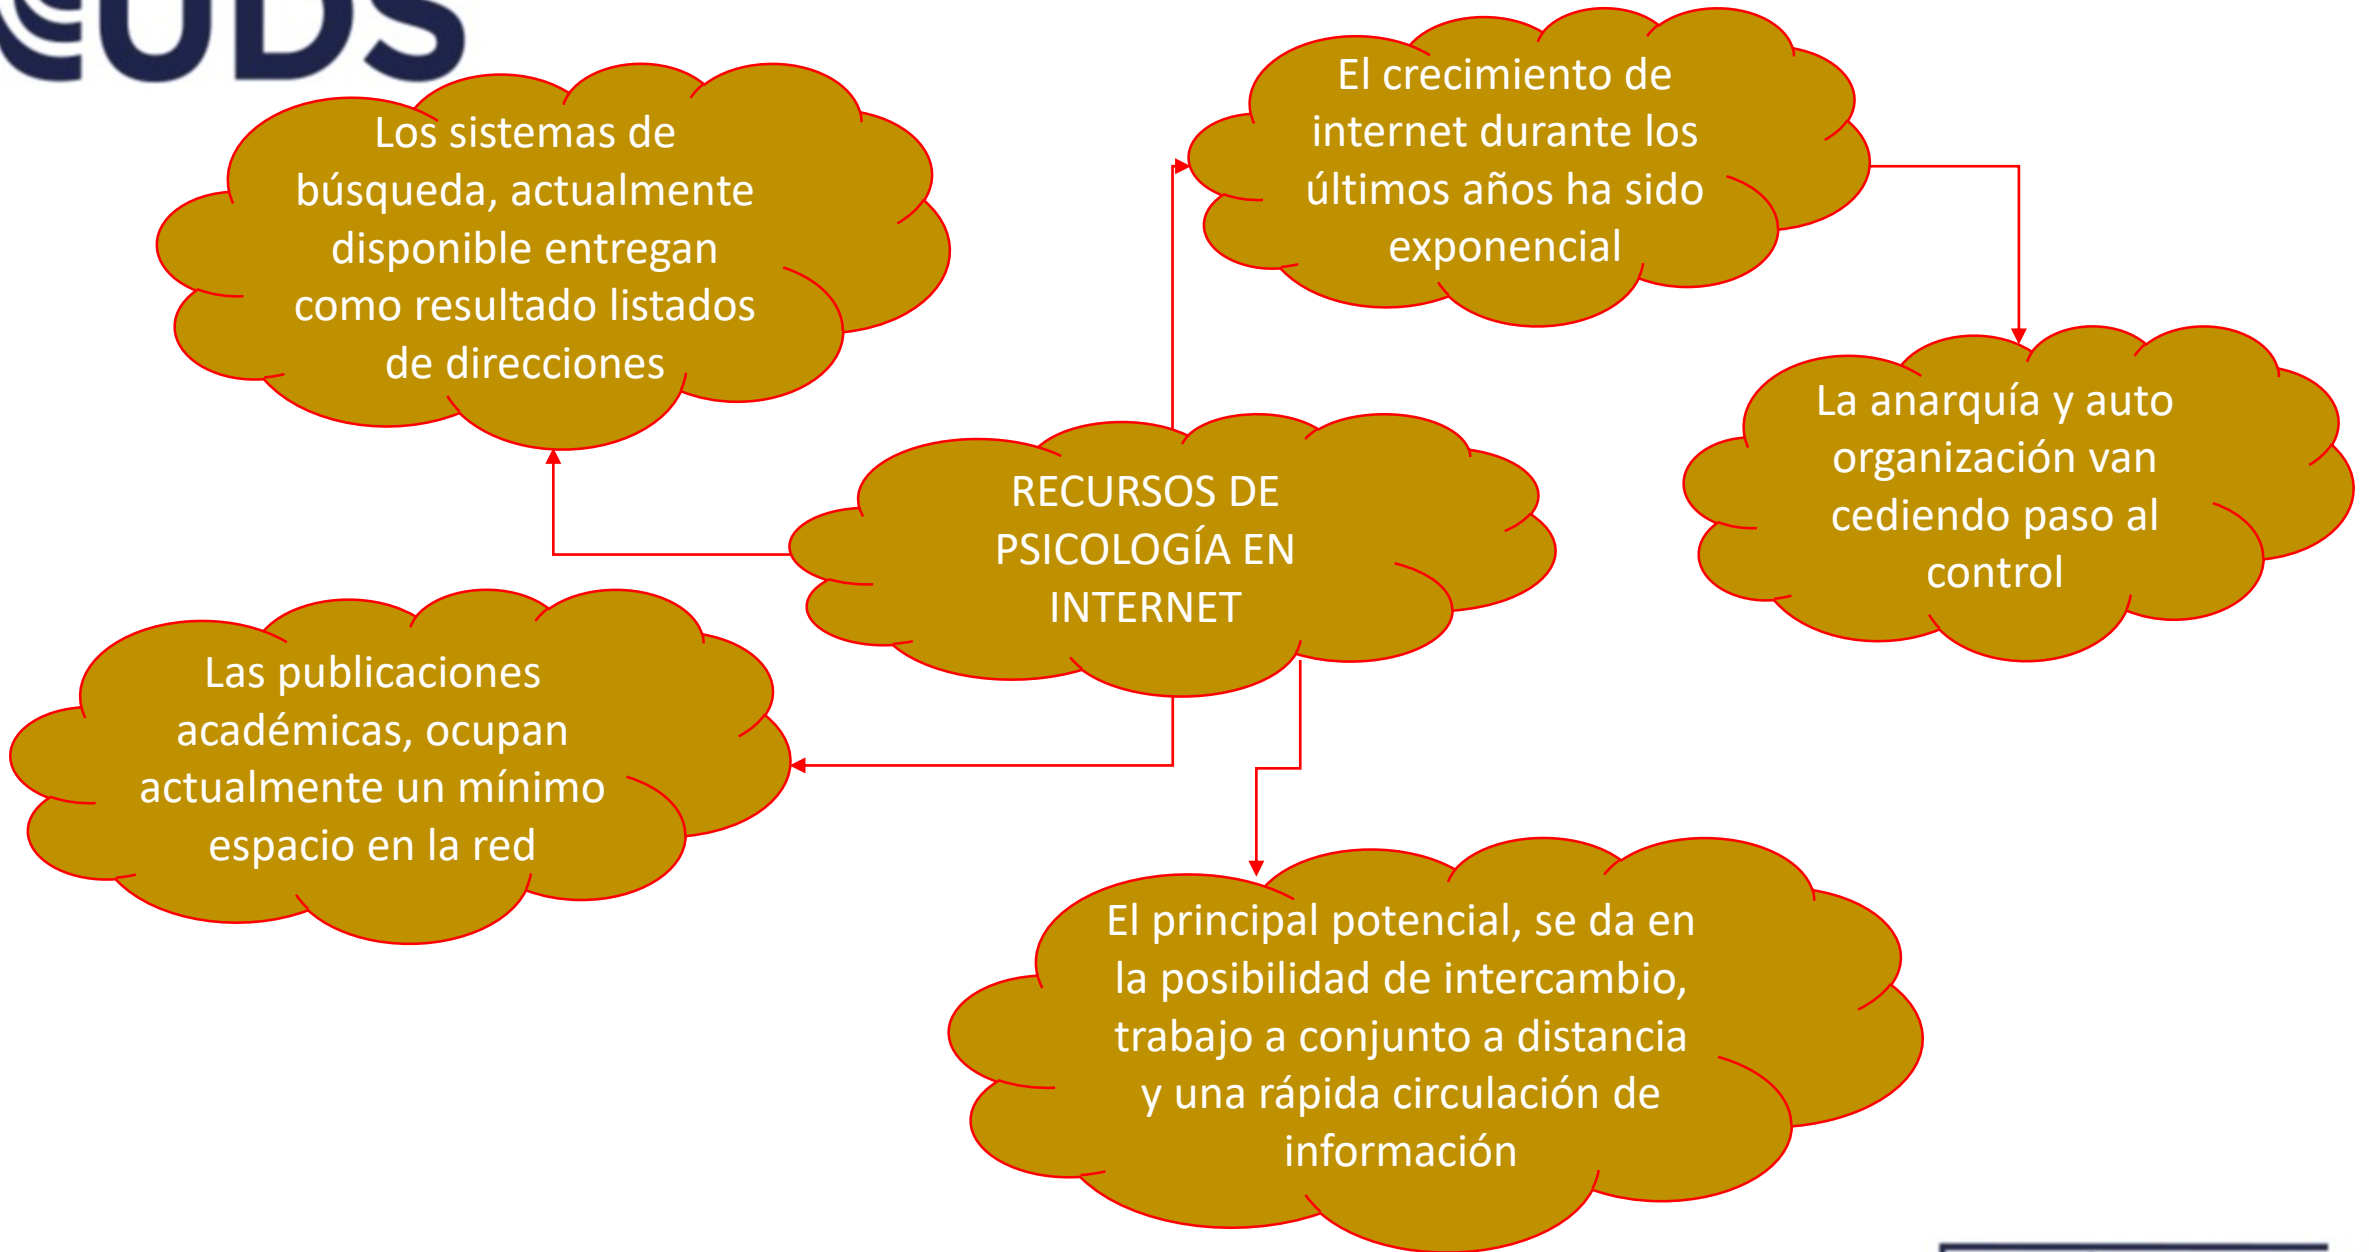 UDS
Los sistemas de
búsqueda, actualmente
disponible entregan
como resultado listados
de direcciones
El crecimiento de
internet durante los
últimos años ha sido
exponencial
La anarquía y auto
organización van
cediendo paso al
control
RECURSOS DE
PSICOLOGÍA EN
INTERNET
Las publicaciones
académicas, ocupan
actualmente un mínimo
espacio en la red
El principal potencial, se da en
la posibilidad de intercambio,
trabajo a conjunto a distancia
y una rápida circulación de
información